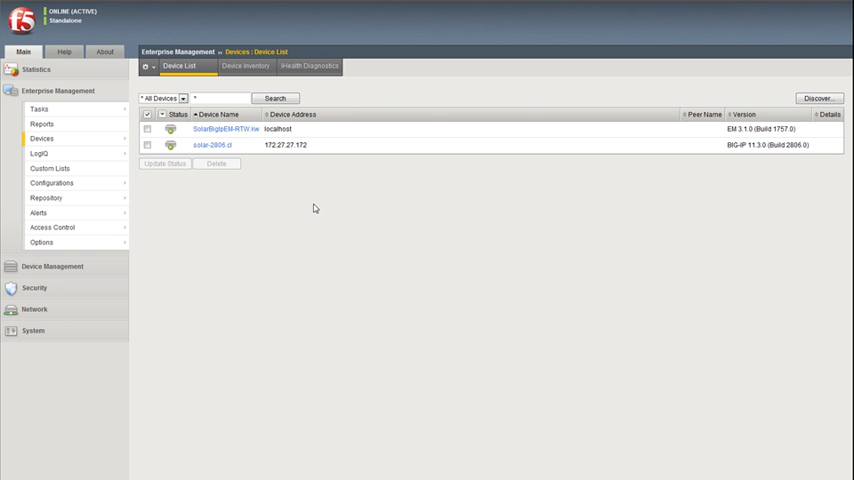 f5
ONLINE (ACTIVE)
Standalone
Main Help About
Enterprise Management ›› Devices : Device List
Device List Device Inventory iHealth Diagnostics
Statistics
Enterprise Management
Tasks
Reports
Devices
LogIQ
Custom Lists
Configurations
Repository
Alerts
Access Control
Options
Device Management
Security
Network
System
* All Devices * Search Discover...
Status Device Name Device Address Peer Name Version Details
SolarBigIpEM-RTW.kw localhost EM 3.1.0 (Build 1757.0)
solar-2806.cl 172.27.27.172 BIG-IP 11.3.0 (Build 2806.0)
Update Status Delete